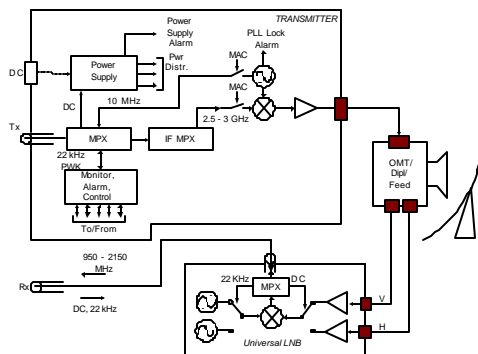 Power
Supply
Alarm
TRANSMITTER
PLL Lock
Alarm
DC
Power
Supply
Pwr
Distr.
MAC
DC
10 MHz
MAC
2.5 - 3 GHz
Tx
MPX
IF MPX
22 kHz
PWK
Monitor,
Alarm,
Control
To/From
OMT/
Dipl/
Feed
950 - 2150
MHz
Rx
DC, 22 kHz
22 KHz
MPX
DC
V
H
Universal LNB